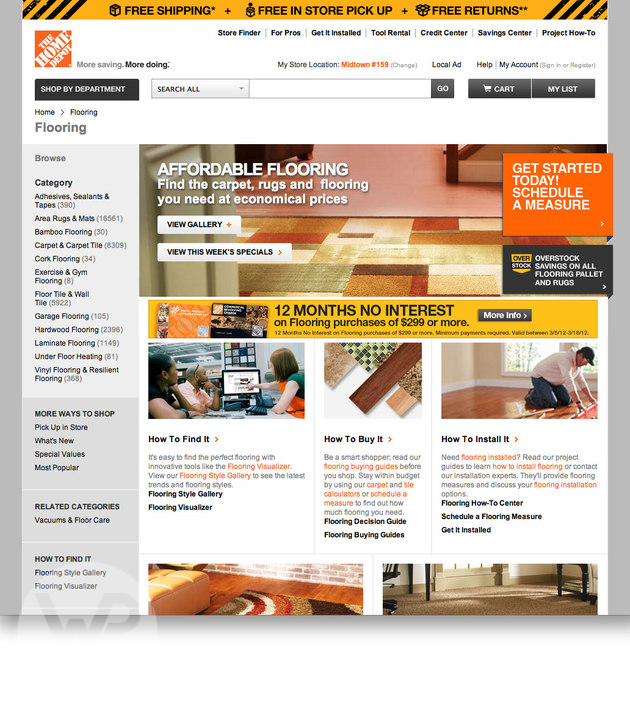 FREE SHIPPING* + FREE IN STORE PICK UP + FREE RETURNS**
Store Finder | For Pros | Get It Installed | Tool Rental | Credit Center | Savings Center | Project How-To
THE HOME DEPOT
More saving. More doing.
My Store Location: Midtown #159 (Change) Local Ad Help | My Account (Sign in or Register)
SHOP BY DEPARTMENT SEARCH ALL GO CART MY LIST
Home > Flooring
Flooring
Browse
Category
Adhesives, Sealants &
Tapes (390)
Area Rugs & Mats (16561)
Bamboo Flooring (30)
Carpet & Carpet Tile (8309)
Cork Flooring (34)
Exercise & Gym
Flooring (8)
Floor Tile & Wall
Tile (5922)
Garage Flooring (105)
Hardwood Flooring (2396)
Laminate Flooring (1149)
Under Floor Heating (81)
Vinyl Flooring & Resilient
Flooring (368)
MORE WAYS TO SHOP
Pick Up in Store
What's New
Special Values
Most Popular
RELATED CATEGORIES
Vacuums & Floor Care
HOW TO FIND IT
Flooring Style Gallery
Flooring Visualizer
WP
AFFORDABLE FLOORING
Find the carpet, rugs and flooring
you need at economical prices
VIEW GALLERY +
VIEW THIS WEEK'S SPECIALS >
GET STARTED
TODAY!
SCHEDULE
A MEASURE
>
OVER
STOCK
OVERSTOCK
SAVINGS ON ALL
FLOORING PALLET
AND RUGS
>
12 MONTHS NO INTEREST
on Flooring purchases of $299 or more.
More Info >
12 Months No Interest on Flooring purchases of $299 or more. Minimum payments required. Valid between 3/5/12-3/18/12.
How To Find It >
It's easy to find the perfect flooring with
innovative tools like the Flooring Visualizer.
View our Flooring Style Gallery to see the latest
trends and flooring styles.
Flooring Style Gallery
Flooring Visualizer
How To Buy It >
Be a smart shopper; read our
flooring buying guides before
you shop. Stay within budget
by using our carpet and tile
calculators or schedule a
measure to find out how
much flooring you need.
Flooring Decision Guide
Flooring Buying Guides
How To Install It >
Need flooring installed? Read our project
guides to learn how to install flooring or contact
our installation experts. They'll provide flooring
measures and discuss your flooring installation
options.
Flooring How-To Center
Schedule a Flooring Measure
Get It Installed